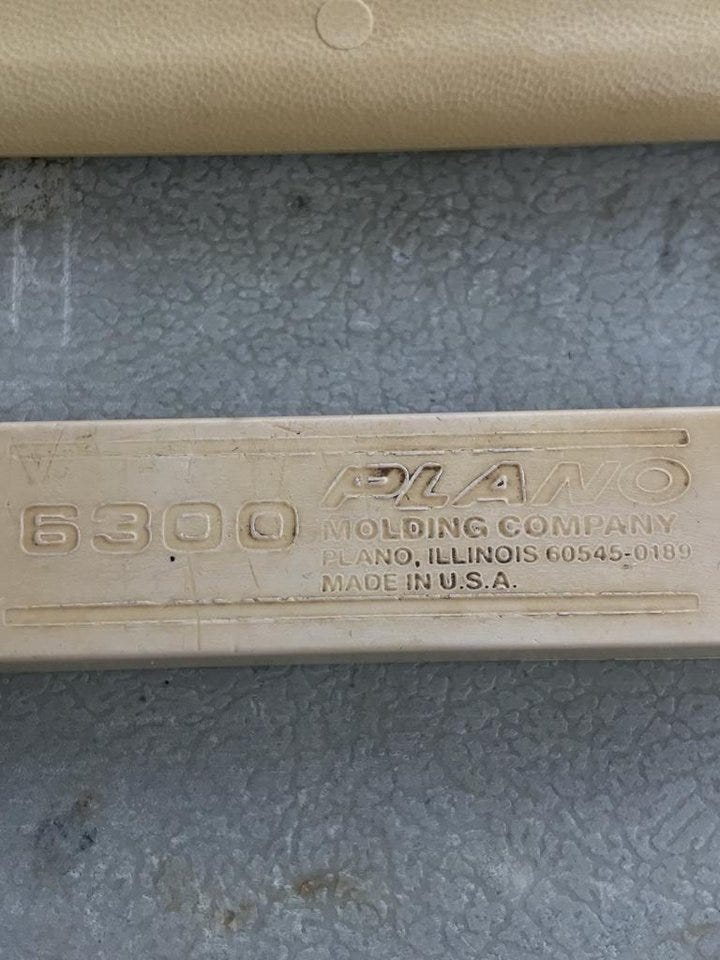 6300
PLANO
MOLDING COMPANY
PLANO, ILLINOIS 60545-0189
MADE IN U.S.A.